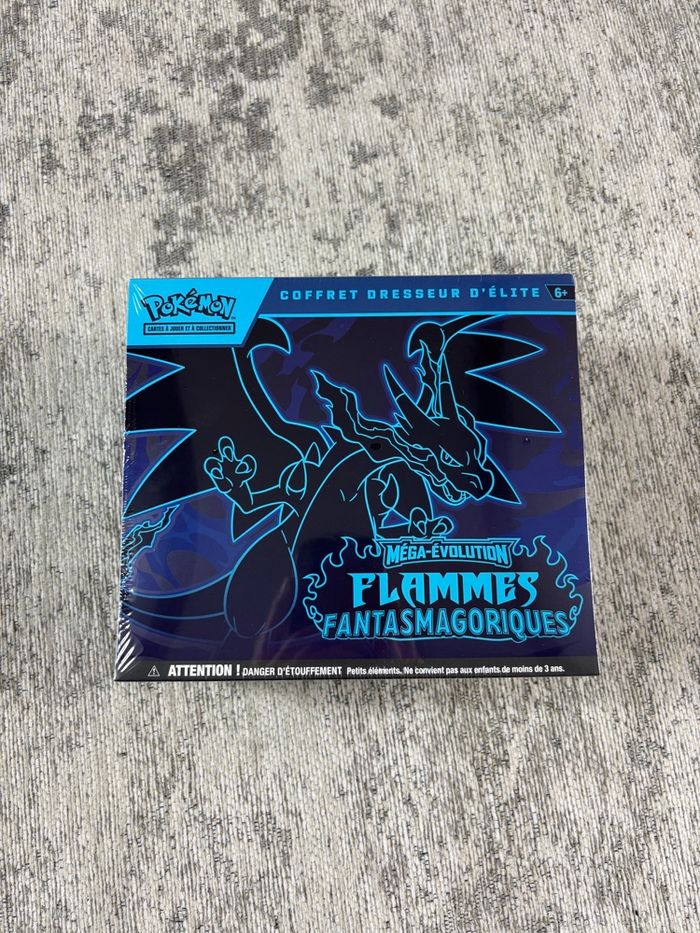 Pokémon
CARTES À JOUER ET À COLLECTIONNER
COFFRET DRESSEUR D'ÉLITE 6+
MÉGA-ÉVOLUTION
FLAMMES
FANTASMAGORIQUES
ATTENTION ! DANGER D'ÉTOUFFEMENT Petits éléments. Ne convient pas aux enfants de moins de 3 ans.